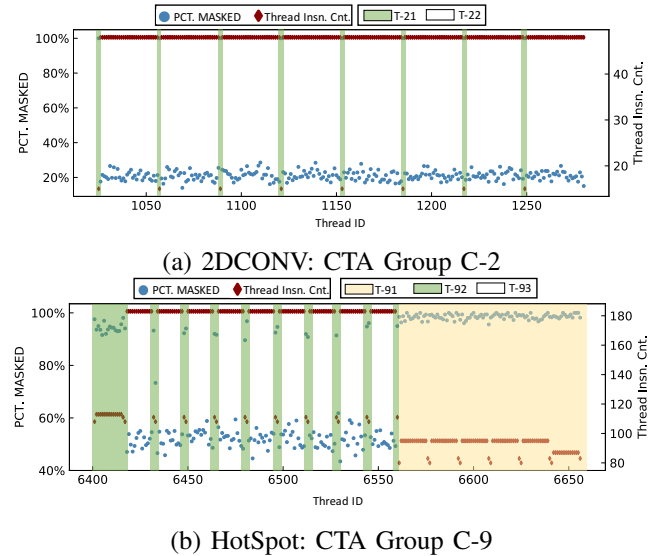 PCT. MASKED Thread Insn. Cnt. T-21 T-22
100%
80%
60%
40%
20%
PCT. MASKED
40
30
20
Thread Insn. Cnt.
1050 1100 1150 1200 1250
Thread ID
(a) 2DCONV: CTA Group C-2
PCT. MASKED Thread Insn. Cnt. T-91 T-92 T-93
100%
80%
60%
40%
PCT. MASKED
180
160
140
120
100
80
Thread Insn. Cnt.
6400 6450 6500 6550 6600 6650
Thread ID
(b) HotSpot: CTA Group C-9